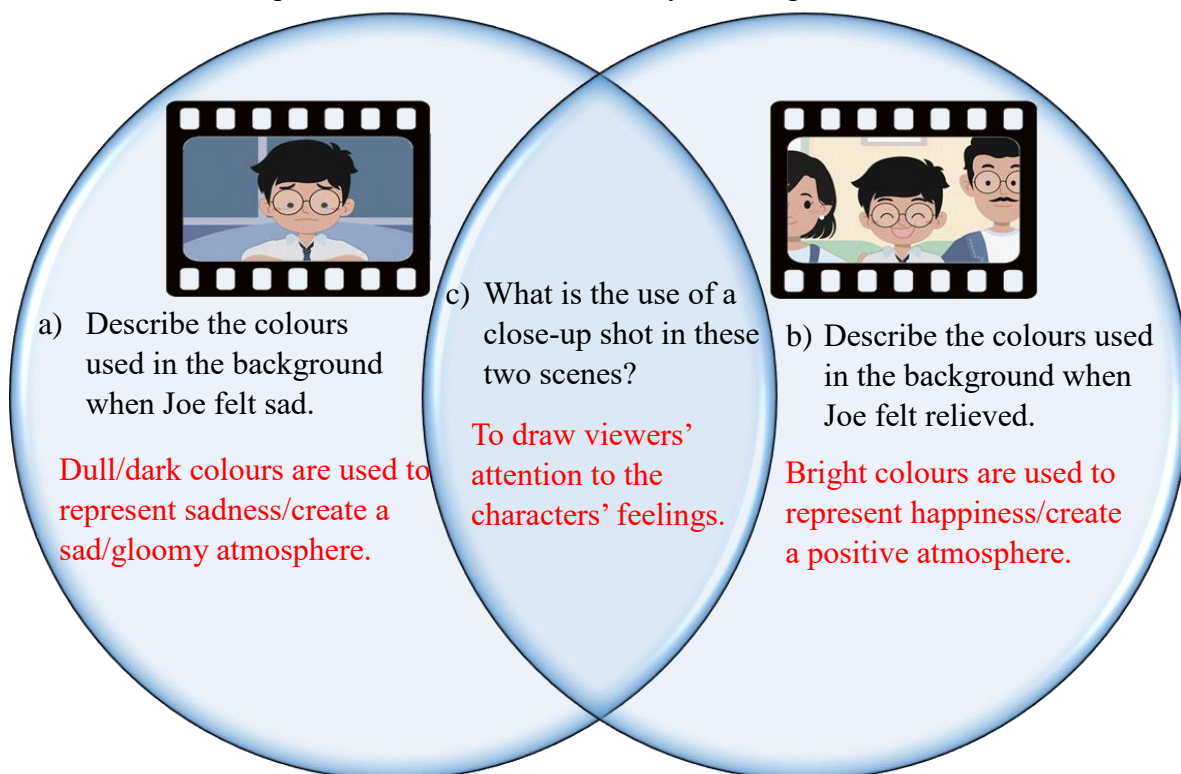 a) Describe the colours
used in the background
when Joe felt sad.
Dull/dark colours are used to
represent sadness/create a
sad/gloomy atmosphere.
c) What is the use of a
close-up shot in these
two scenes?
To draw viewers’
attention to the
characters’ feelings.
b) Describe the colours used
in the background when
Joe felt relieved.
Bright colours are used to
represent happiness/create
a positive atmosphere.